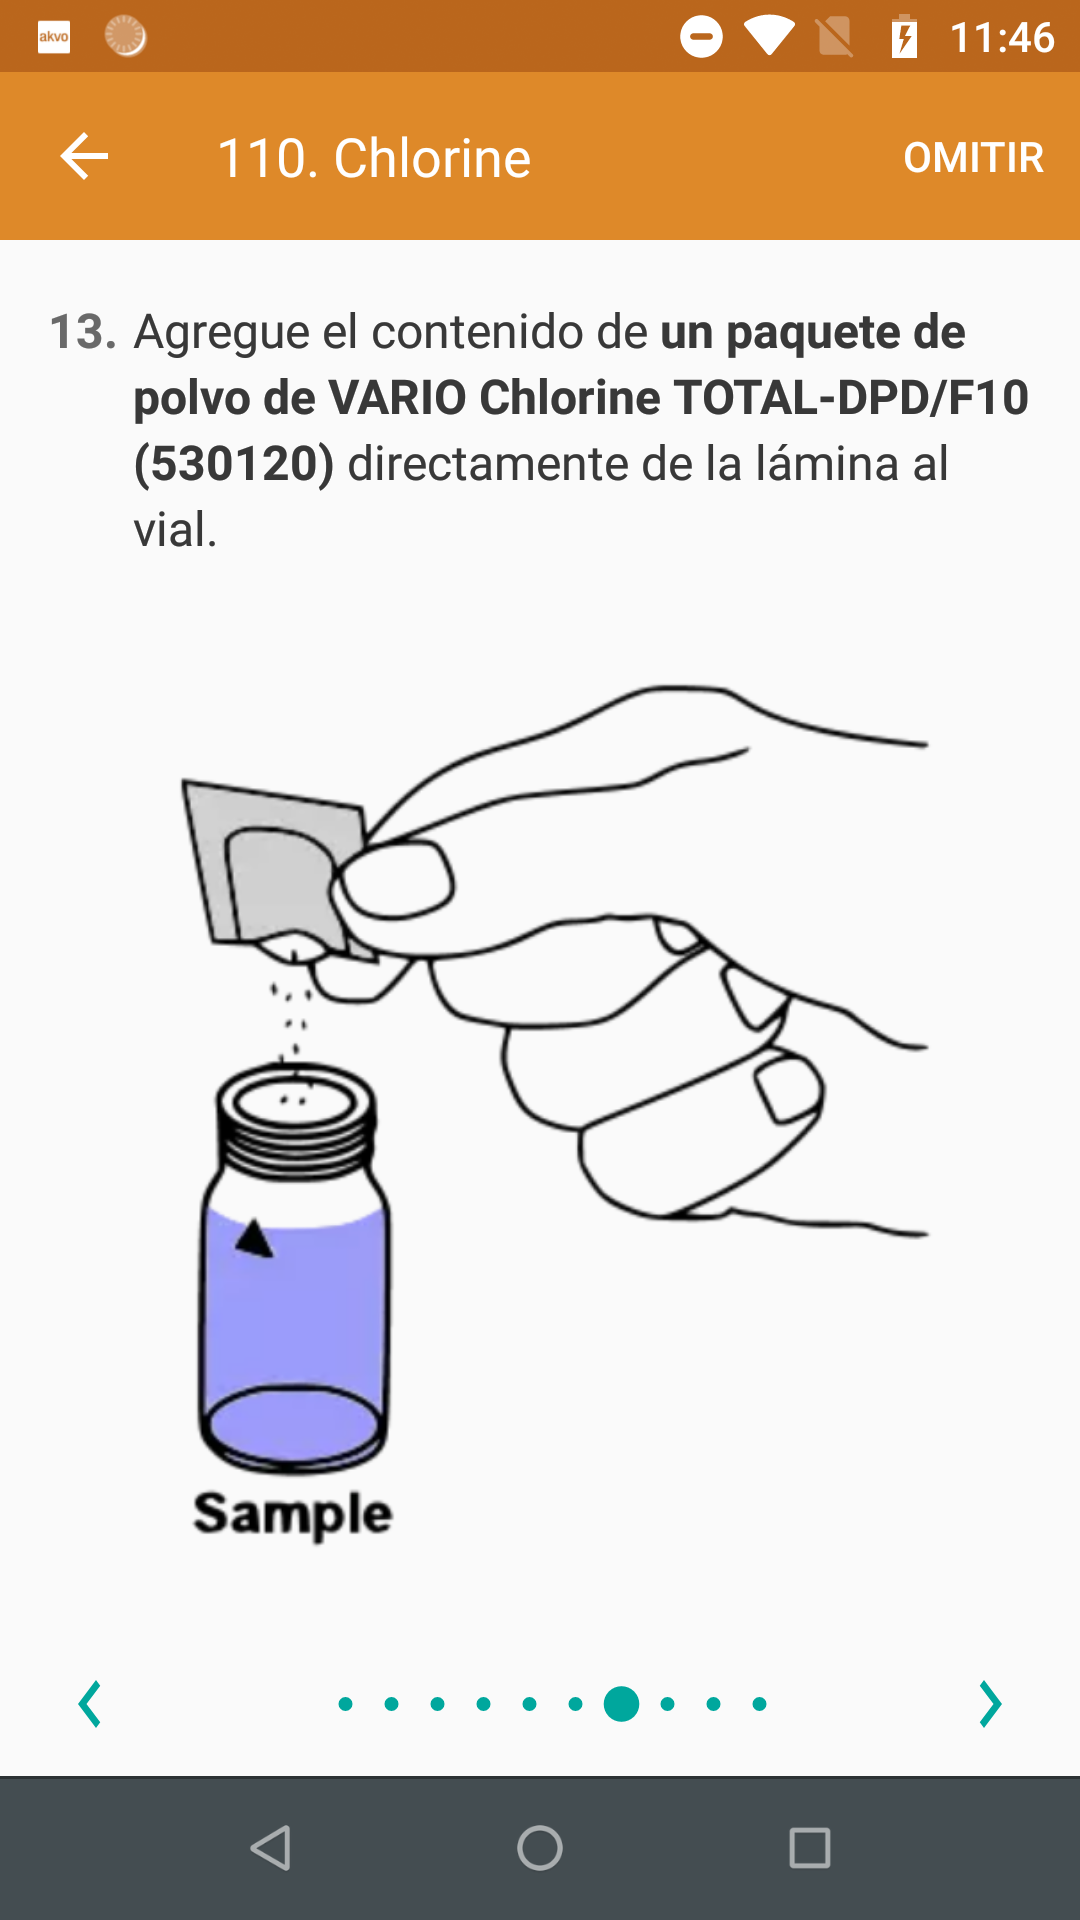 akvo
11:46
110. Chlorine
OMITIR
13. Agregue el contenido de un paquete de
polvo de VARIO Chlorine TOTAL-DPD/F10
(530120) directamente de la lámina al
vial.
Sample